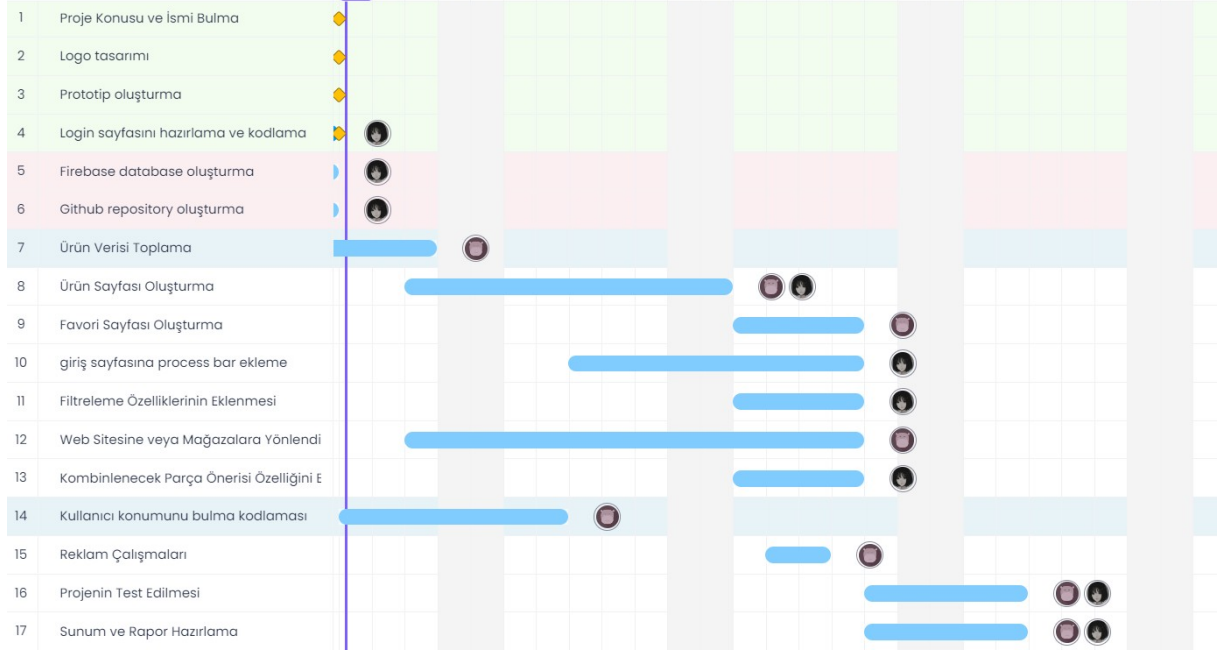 1 Proje Konusu ve İsmi Bulma
2 Logo tasarımı
3 Prototip oluşturma
4 Login sayfasını hazırlama ve kodlama
5 Firebase database oluşturma
6 Github repository oluşturma
7 Ürün Verisi Toplama
8 Ürün Sayfası Oluşturma
9 Favori Sayfası Oluşturma
10 giriş sayfasına process bar ekleme
11 Filtreleme Özelliklerinin Eklenmesi
12 Web Sitesine veya Mağazalara Yönlendi
13 Kombinlenecek Parça Önerisi Özelliğini E
14 Kullanıcı konumunu bulma kodlaması
15 Reklam Çalışmaları
16 Projenin Test Edilmesi
17 Sunum ve Rapor Hazırlama